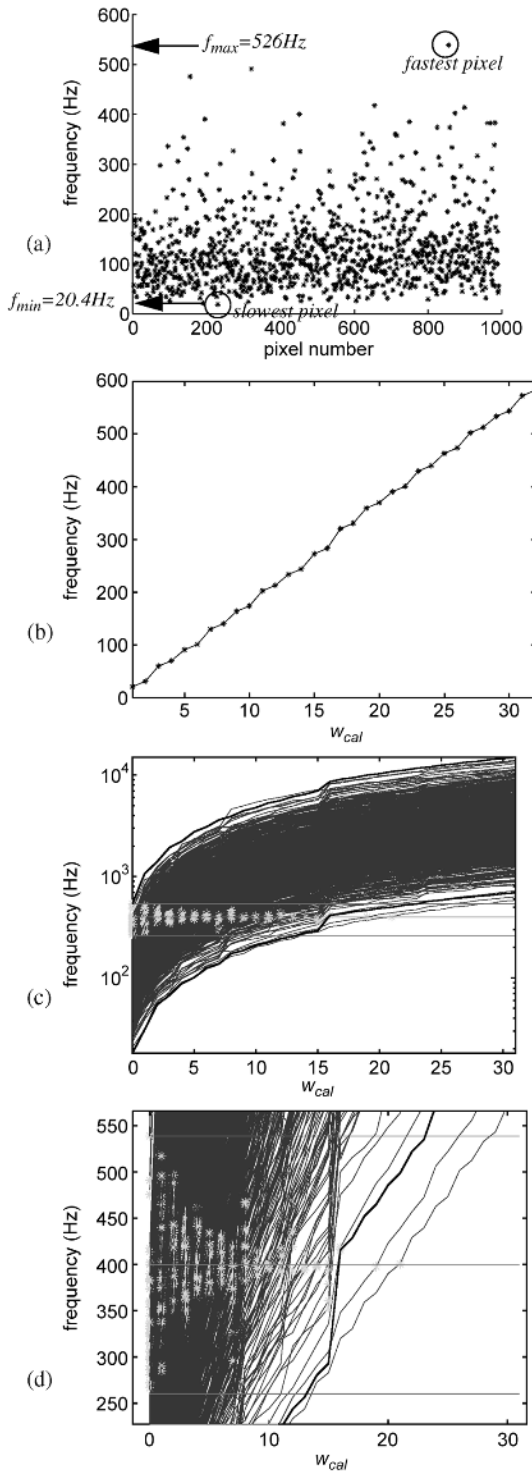 600
f_max=526Hz
fastest pixel
500
400
300
200
100
0
frequency (Hz)
(a)
f_min=20.4Hz
slowest pixel
0 200 400 600 800 1000
pixel number
600
500
400
300
200
100
0
frequency (Hz)
(b)
5 10 15 20 25 30
w_cal
10^4
10^3
10^2
frequency (Hz)
(c)
0 5 10 15 20 25 30
w_cal
550
500
450
400
350
300
250
frequency (Hz)
(d)
0 10 20 30
w_cal